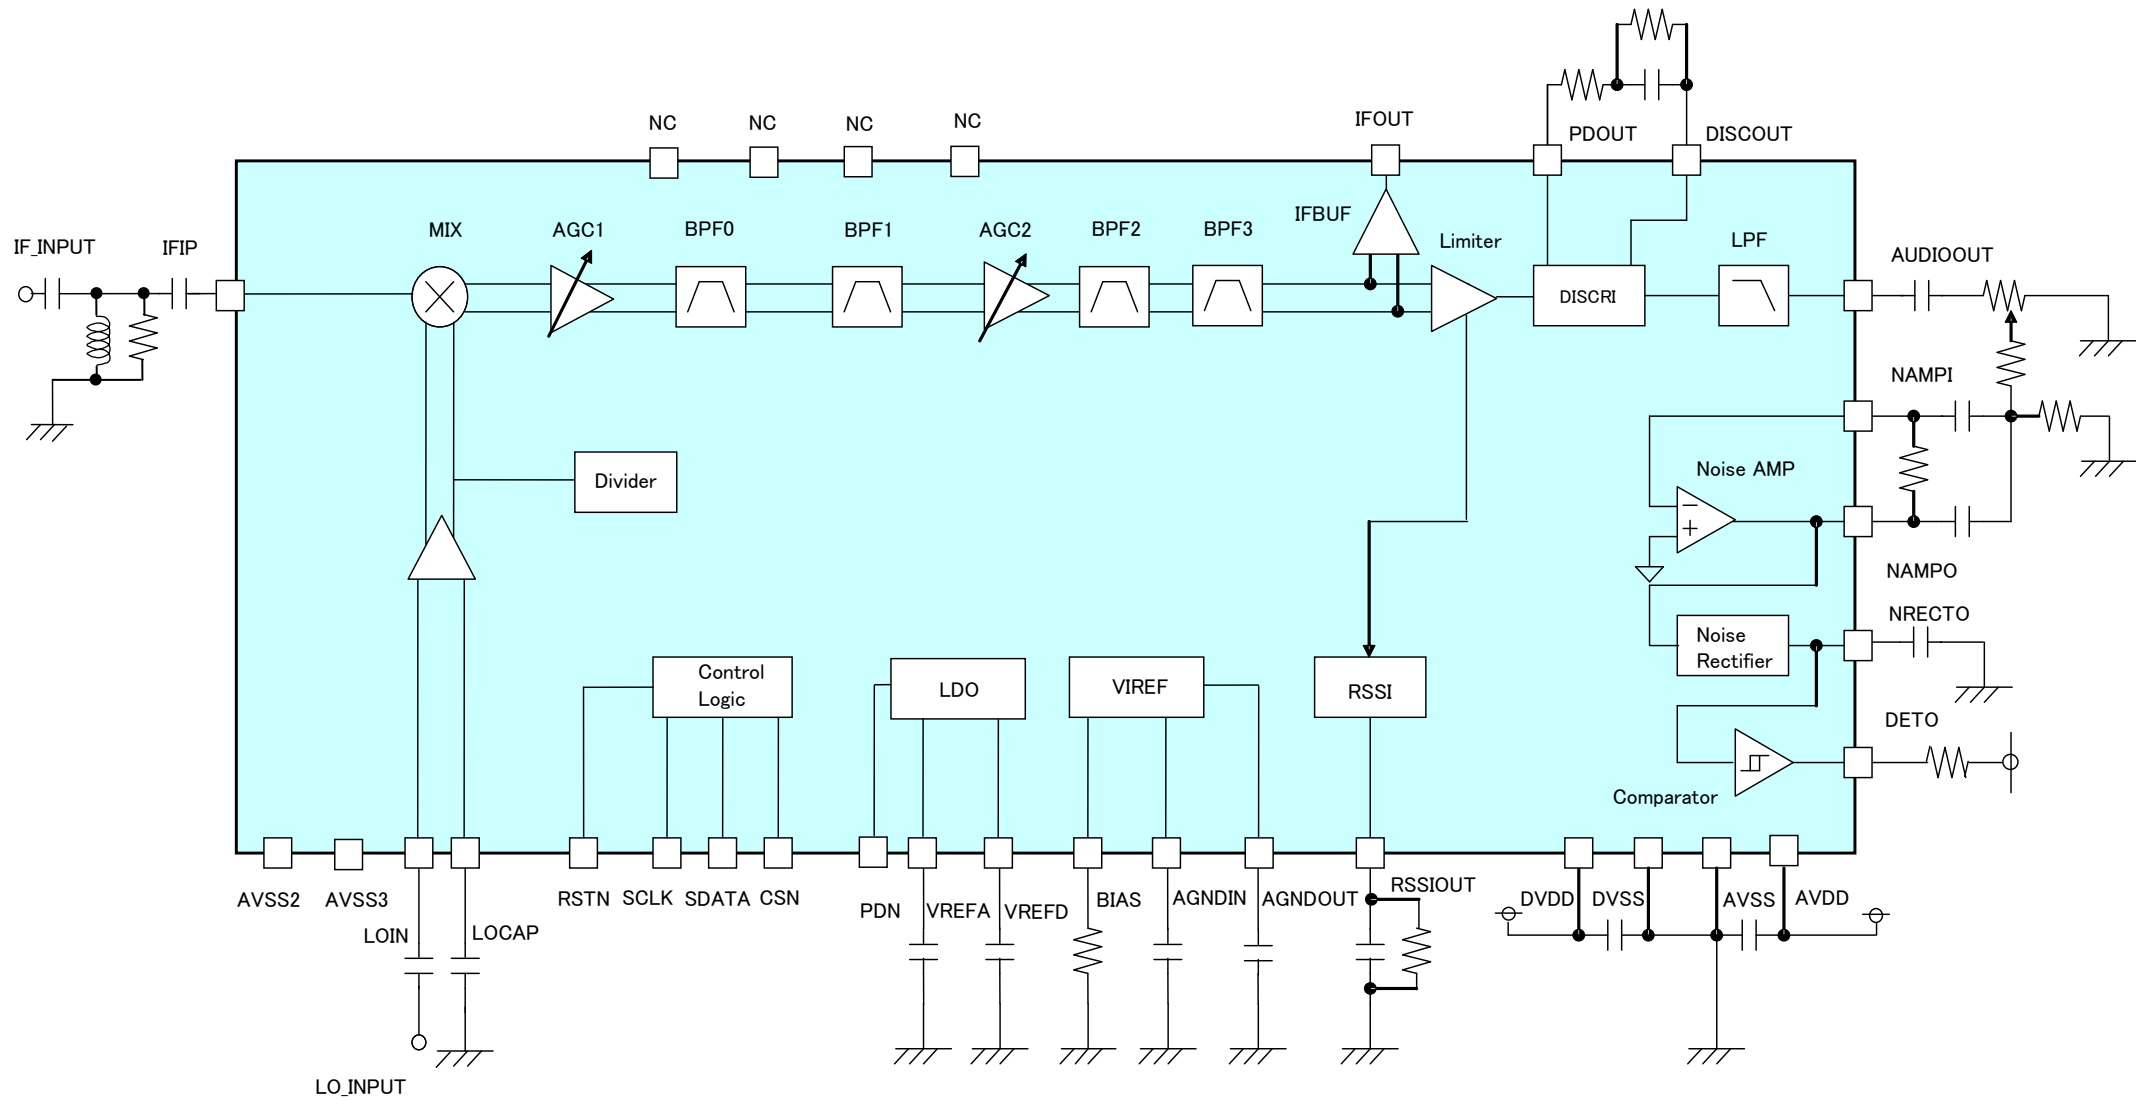 NC
NC
NC
NC
IFOUT
PDOUT
DISCOUT
IF_INPUT
IFIP
MIX
AGC1
BPF0
BPF1
AGC2
BPF2
BPF3
IFBUF
Limiter
LPF
AUDIOOUT
DISCRI
NAMPI
Divider
Noise AMP
−
+
NAMPO
NRECTO
Noise
Rectifier
Control
Logic
LDO
VIREF
RSSI
DETO
Comparator
AVSS2
AVSS3
RSTN
SCLK
SDATA
CSN
PDN
VREFA
VREFD
BIAS
AGNDIN
AGNDOUT
RSSIOUT
DVDD
DVSS
AVSS
AVDD
LOIN
LOCAP
LO_INPUT